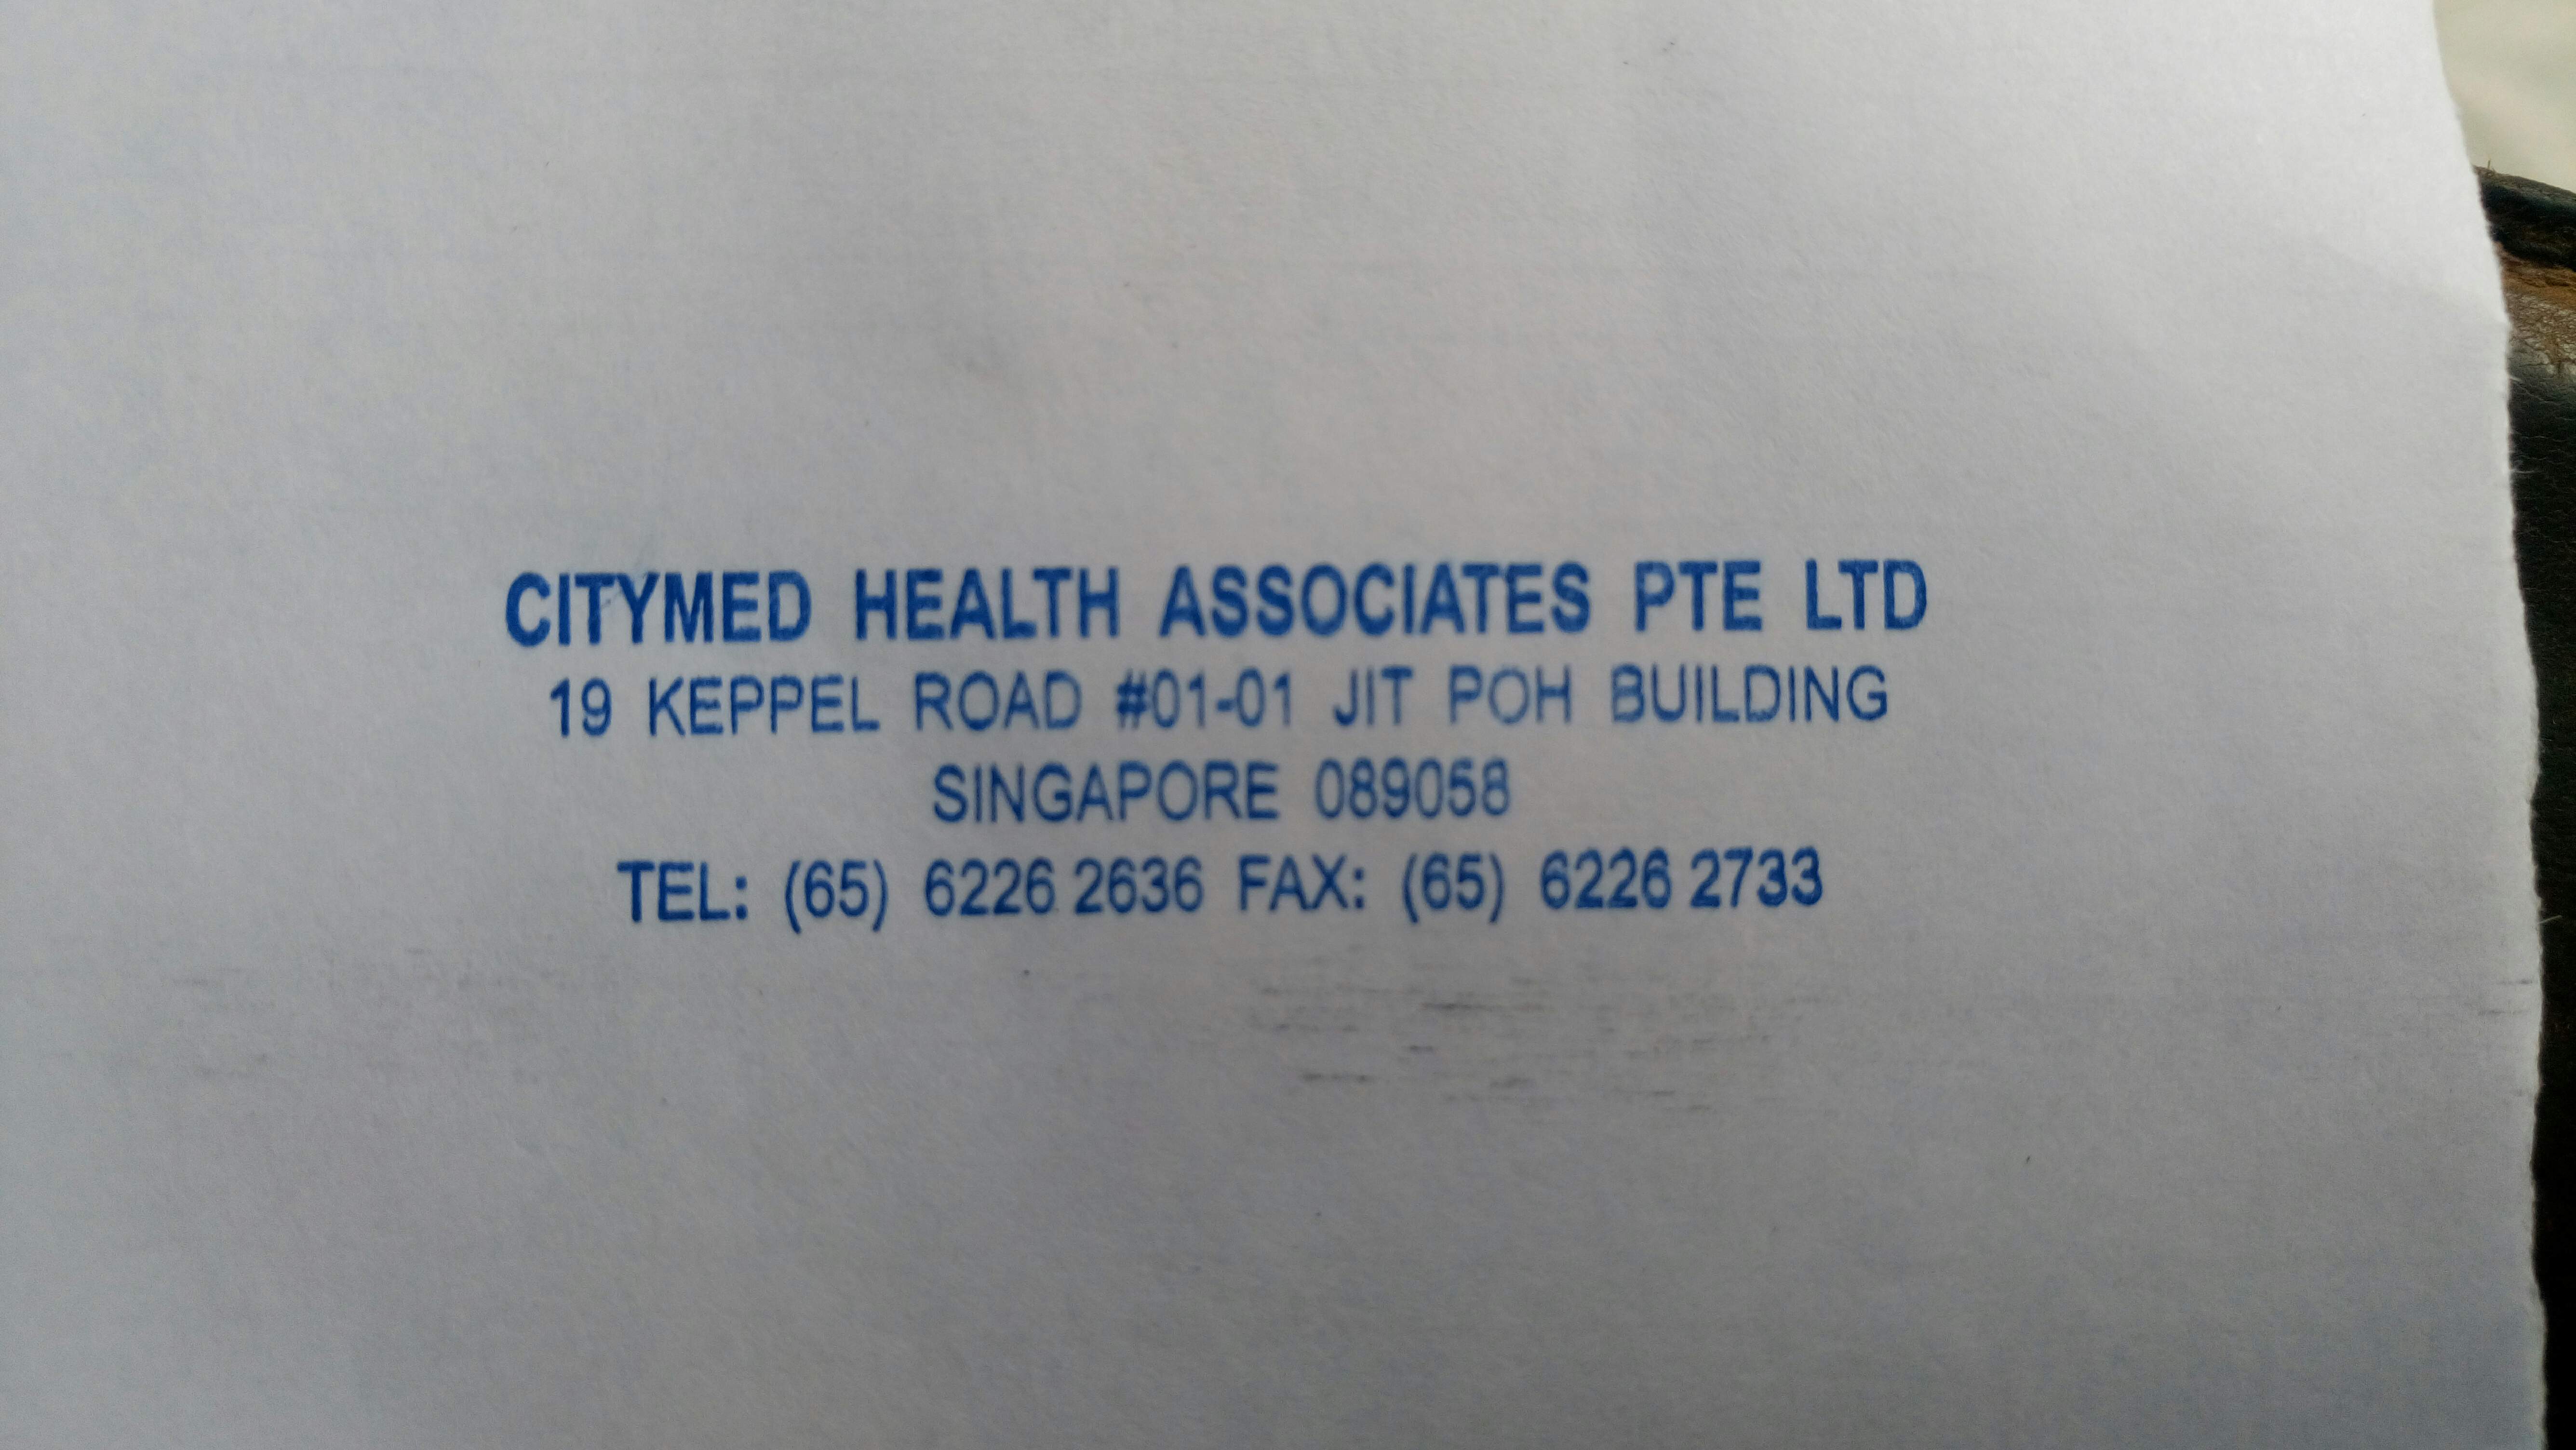 CITYMED HEALTH ASSOCIATES PTE LTD
19 KEPPEL ROAD #01-01 JIT POH BUILDING
SINGAPORE 089058
TEL: (65) 6226 2636 FAX: (65) 6226 2733